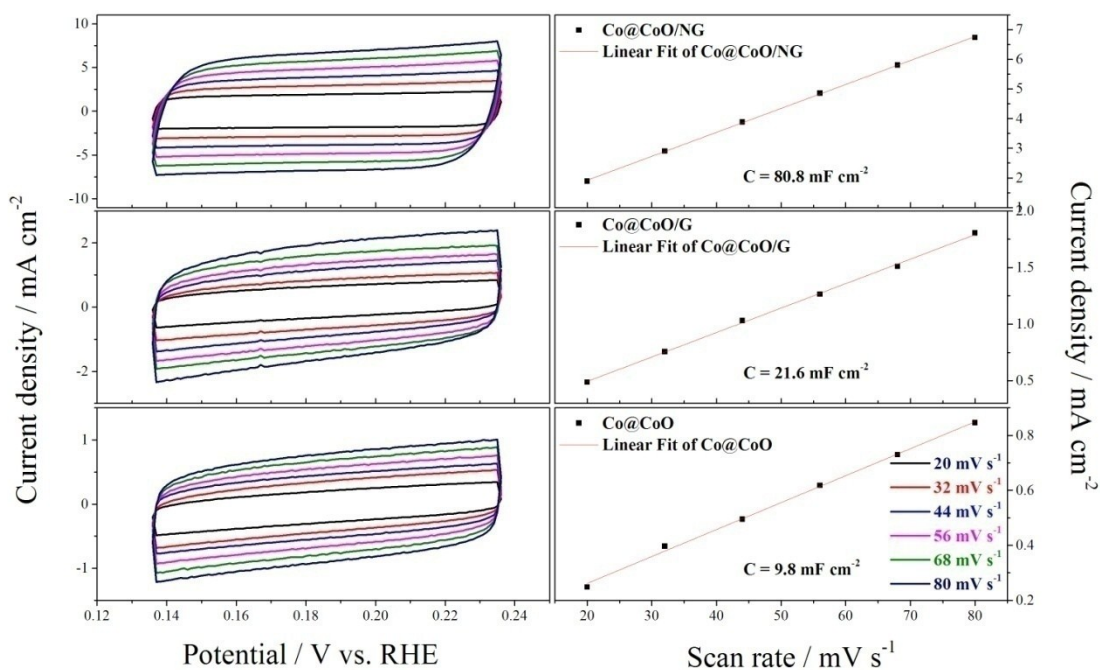 Current density / mA cm⁻²
10
5
0
-5
-10
2
0
-2
1
0
-1
0.12 0.14 0.16 0.18 0.20 0.22 0.24
Potential / V vs. RHE
Co@CoO/NG
Linear Fit of Co@CoO/NG
C = 80.8 mF cm⁻²
7
6
5
4
3
2
1
Co@CoO/G
Linear Fit of Co@CoO/G
C = 21.6 mF cm⁻²
2.0
1.5
1.0
0.5
Co@CoO
Linear Fit of Co@CoO
20 mV s⁻¹
32 mV s⁻¹
44 mV s⁻¹
56 mV s⁻¹
68 mV s⁻¹
80 mV s⁻¹
C = 9.8 mF cm⁻²
0.8
0.6
0.4
0.2
20 30 40 50 60 70 80
Scan rate / mV s⁻¹
Current density / mA cm⁻²